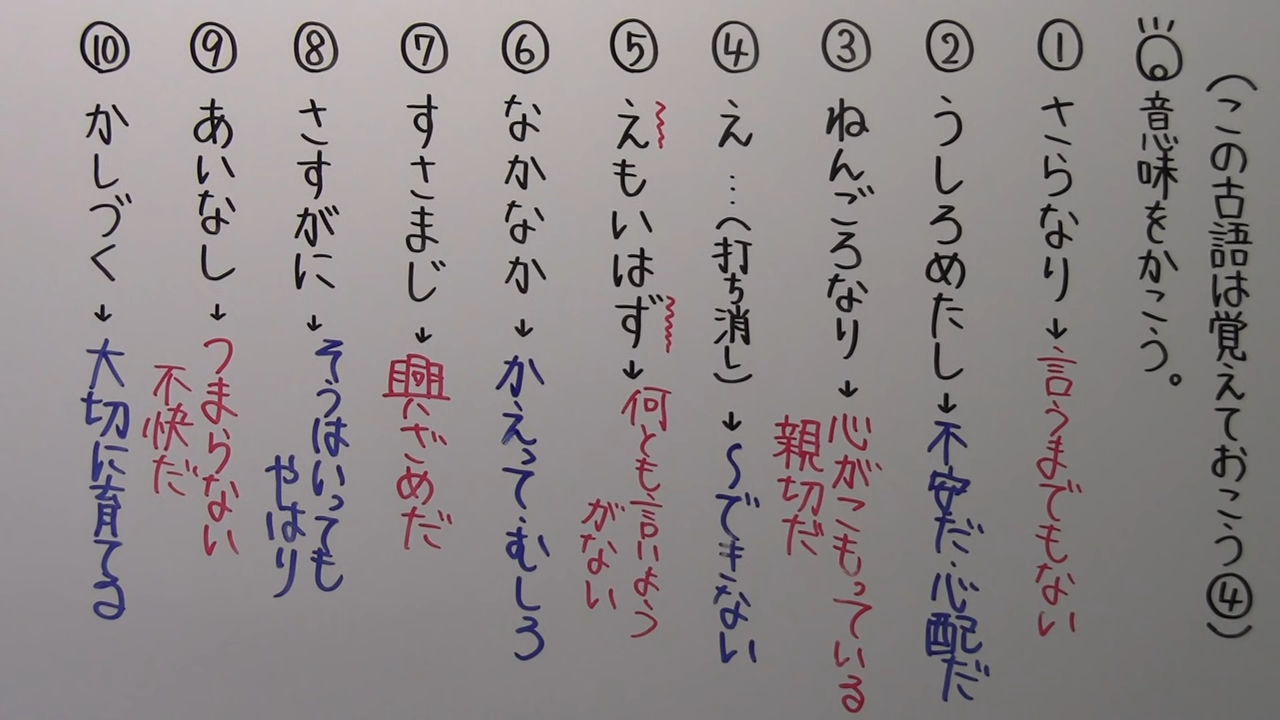 （この古語は覚えておこう④）
音味をかこう。
① さらなり→言うまでもない
② うしろめたし→不安だ・心配だ
③ ねんごろなり→心がこもっている
親切だ
④ え…（打ち消し）→〜できない
⑤ えもいはず→何とも言いよう
がない
⑥ なかなか→かえって・むしろ
⑦ すさまじ→興ざめだ
⑧ さすがに→そうはいっても
やはり
⑨ あいなし→つまらない
不快だ
⑩ かしづく→大切に育てる